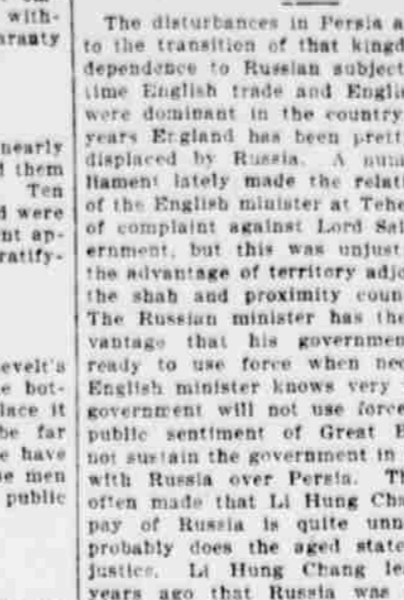 with-
aranty
nearly
d them
Ten
d were
nt ap-
ratify-
evelt's
e bot-
lace it
be far
e have
he men
public
The disturbances in Persia a
to the transition of that kingd
dependence to Russian subject
time English trade and Englis
were dominant in the country
years England has been prett
displaced by Russia. A num
liament lately made the relat
of the English minister at Tehe
of complaint against Lord Sal
ernment, but this was unjust
the advantage of territory adjo
the shah and proximity coun
The Russian minister has the
vantage that his governmen
ready to use force when nec
English minister knows very
government will not use force
public sentiment of Great B
not sustain the government in
with Russia over Persia. Th
often made that Li Hung Cha
pay of Russia is quite unn
probably does the aged state
justice. Li Hung Chang lea
years ago that Russia was